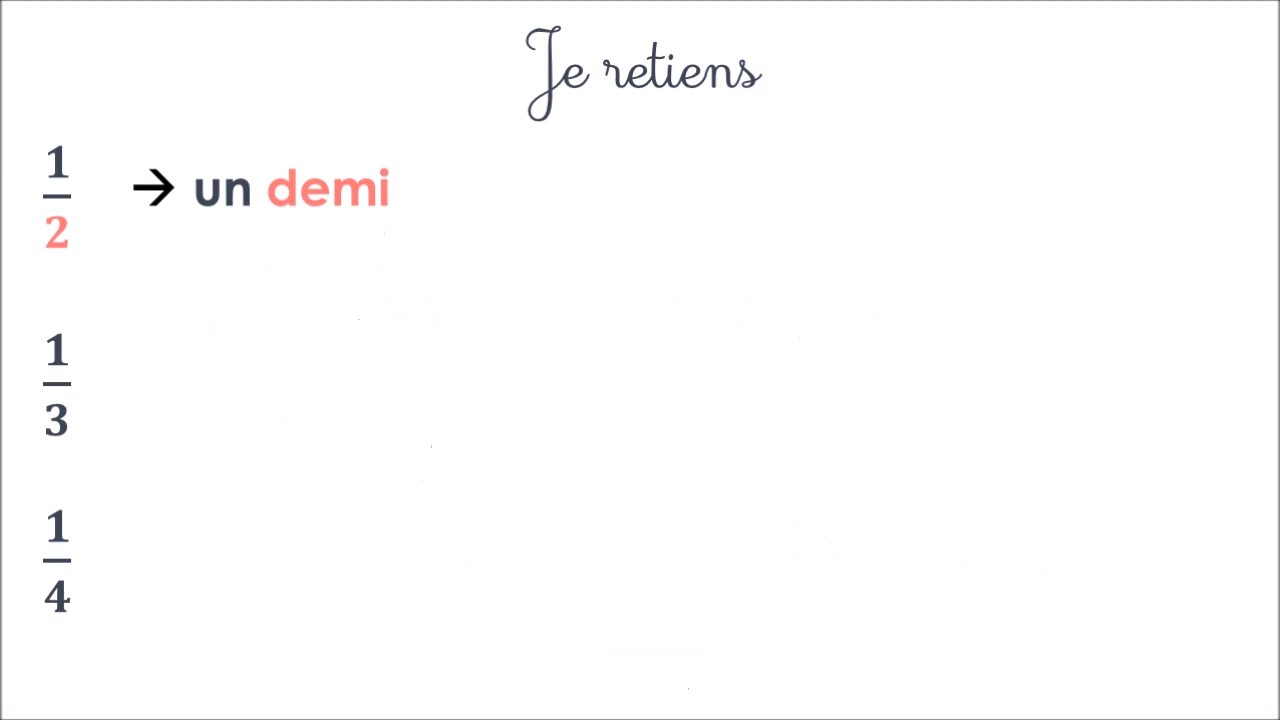 Je retiens
1/2 → un demi
1/3
1/4